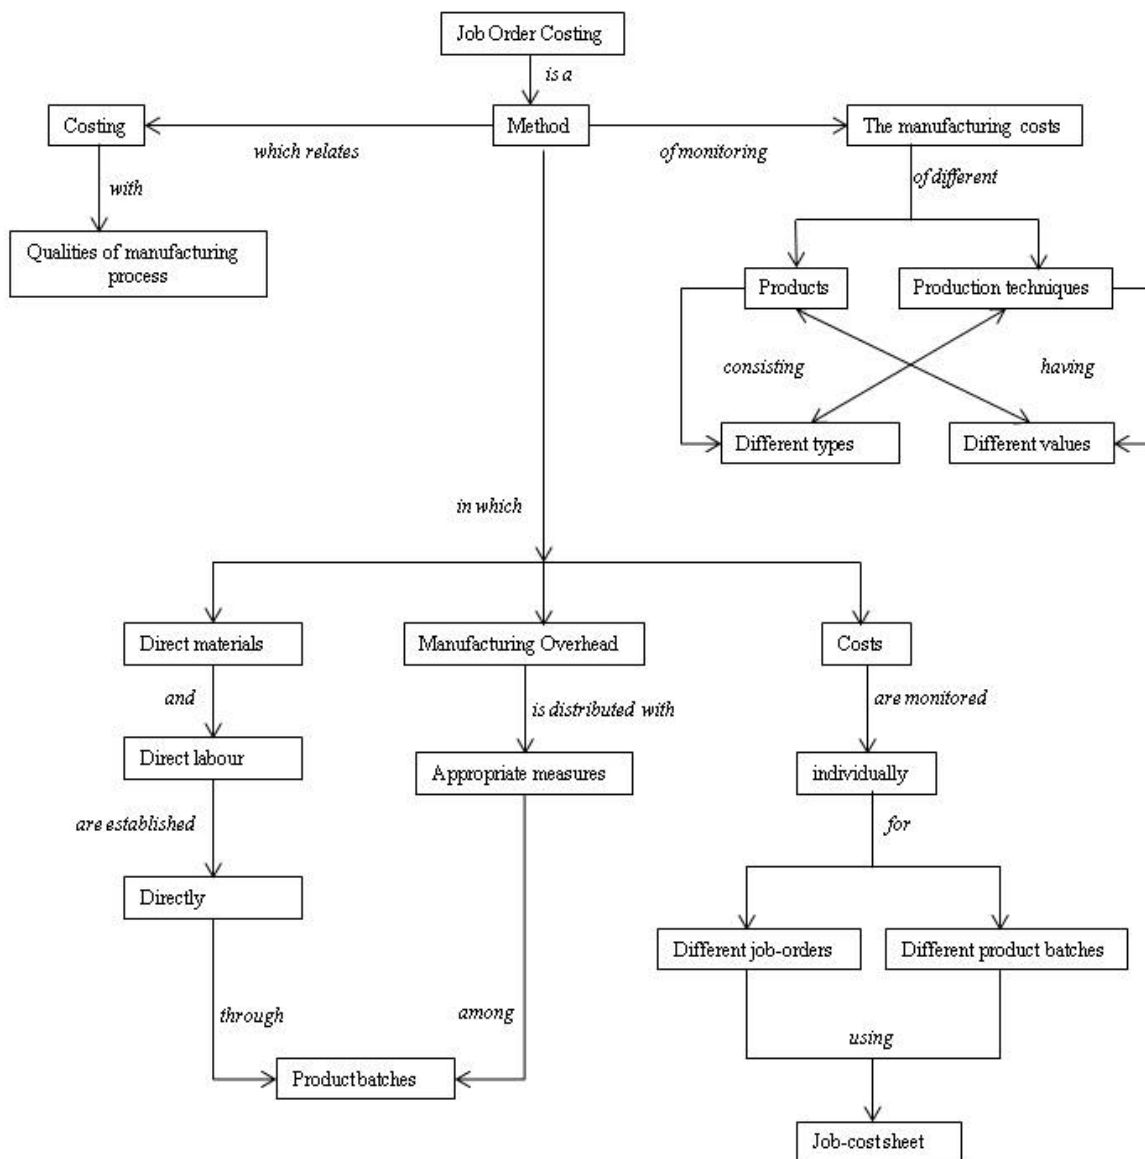 Job Order Costing
is a
Costing
Method
The manufacturing costs
which relates
of monitoring
of different
with
Qualities of manufacturing
process
Products
Production techniques
consisting
having
Different types
Different values
in which
Direct materials
Manufacturing Overhead
Costs
and
is distributed with
are monitored
Direct labour
Appropriate measures
individually
are established
for
Directly
Different job-orders
Different product batches
through
among
using
Product batches
Job-cost sheet